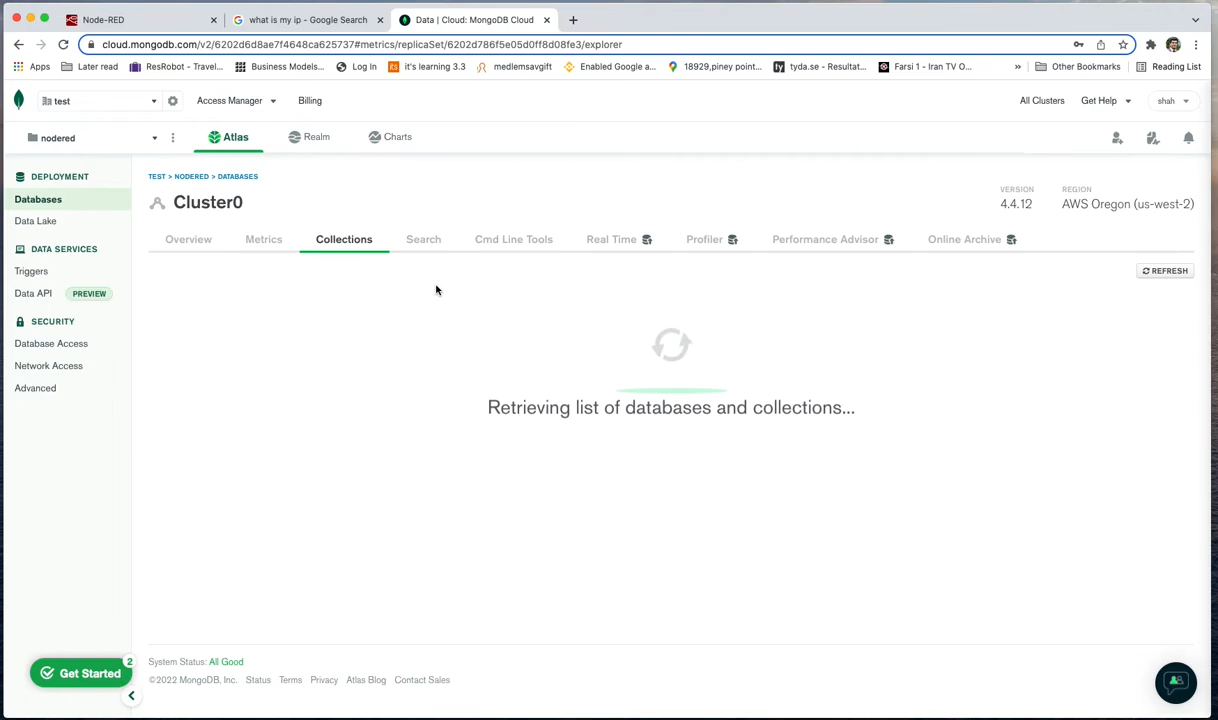 Node-RED
what is my ip - Google Search
Data | Cloud: MongoDB Cloud
cloud.mongodb.com/v2/6202d6d8ae7f4648ca625737#metrics/replicaSet/6202d786f5e05d0ff8d08fe3/explorer
Apps
Later read
ResRobot - Travel...
Business Models...
Log In
it's learning 3.3
medlemsavgift
Enabled Google a...
18929,piney point...
ty
tyda.se - Resultat...
Farsi 1 - Iran TV O...
»
Other Bookmarks
Reading List
test
Access Manager
Billing
All Clusters
Get Help
shah
nodered
Atlas
Realm
Charts
DEPLOYMENT
Databases
Data Lake
DATA SERVICES
Triggers
Data API
PREVIEW
SECURITY
Database Access
Network Access
Advanced
TEST > NODERED > DATABASES
Cluster0
VERSION
4.4.12
REGION
AWS Oregon (us-west-2)
Overview
Metrics
Collections
Search
Cmd Line Tools
Real Time
Profiler
Performance Advisor
Online Archive
REFRESH
Retrieving list of databases and collections...
Get Started
2
System Status: All Good
©2022 MongoDB, Inc.
Status
Terms
Privacy
Atlas Blog
Contact Sales